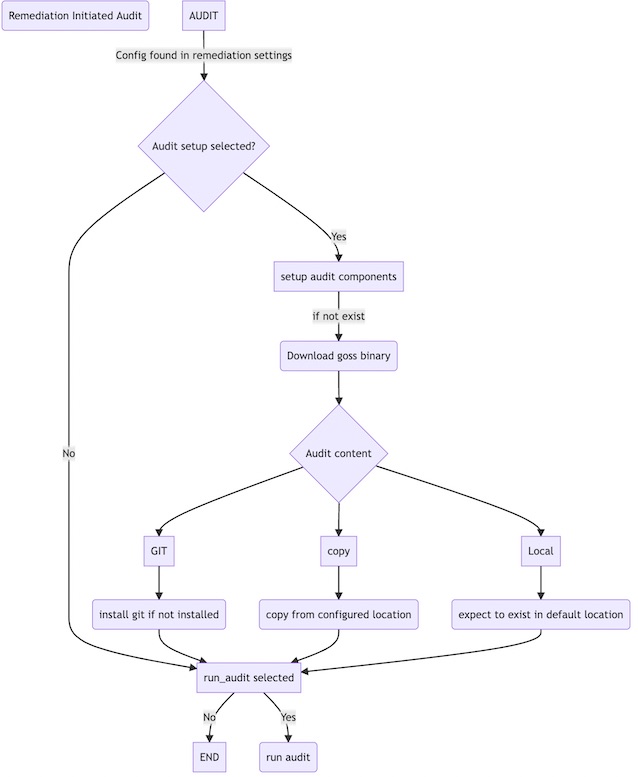 Remediation Initiated Audit
AUDIT
Config found in remediation settings
Audit setup selected?
Yes
setup audit components
if not exist
Download goss binary
No
Audit content
GIT
copy
Local
install git if not installed
copy from configured location
expect to exist in default location
run_audit selected
No
Yes
END
run audit